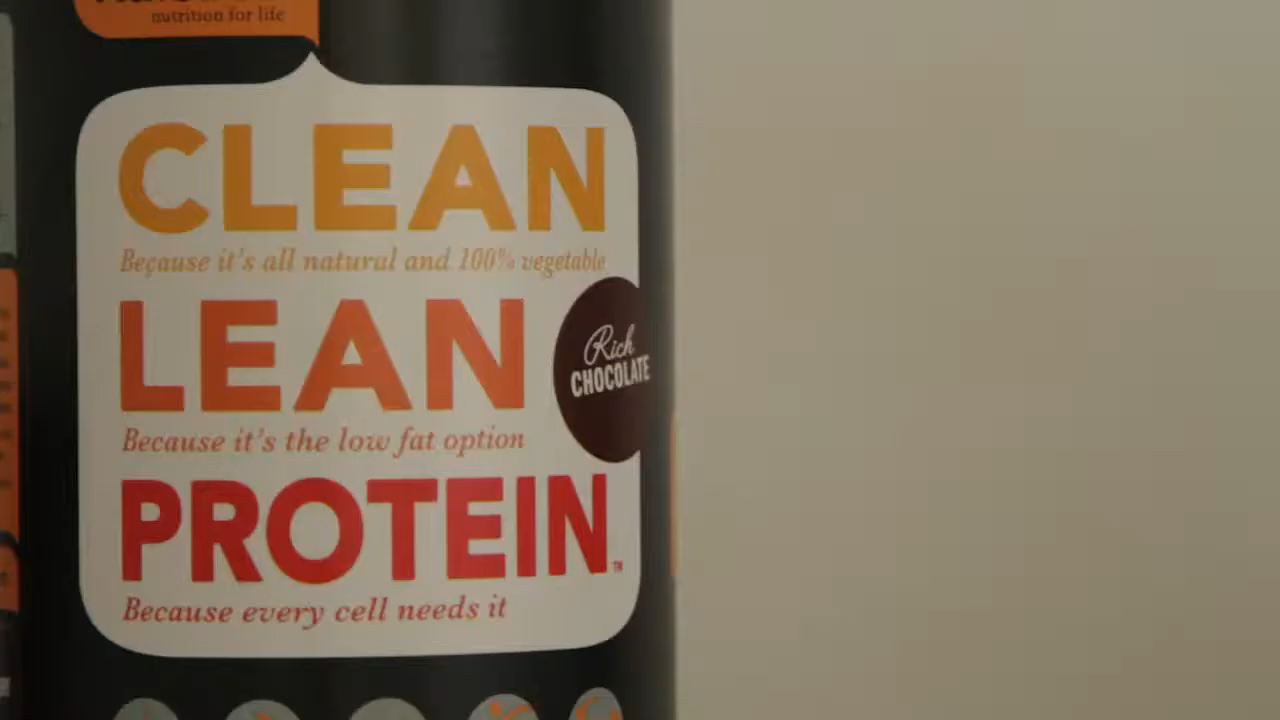 nutrition for life
CLEAN
Because it's all natural and 100% vegetable
LEAN
Rich
CHOCOLATE
Because it's the low fat option
PROTEIN™
Because every cell needs it